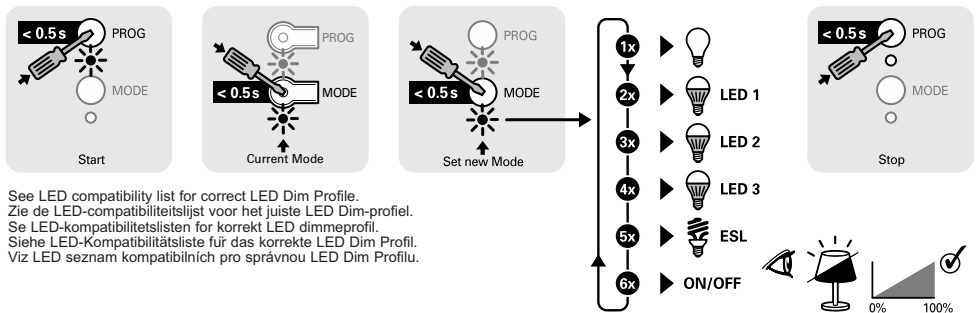 < 0.5 s
PROG
MODE
Start
PROG
< 0.5 s
MODE
Current Mode
PROG
< 0.5 s
MODE
Set new Mode
1x
2x LED 1
3x LED 2
4x LED 3
5x ESL
6x ON/OFF
< 0.5 s
PROG
MODE
Stop
See LED compatibility list for correct LED Dim Profile.
Zie de LED-compatibiliteitslijst voor het juiste LED Dim-profiel.
Se LED-kompatibilitetslisten for korrekt LED dimmeprofil.
Siehe LED-Kompatibilitätsliste für das korrekte LED Dim Profil.
Viz LED seznam kompatibilních pro správnou LED Dim Profilu.
0% 100%